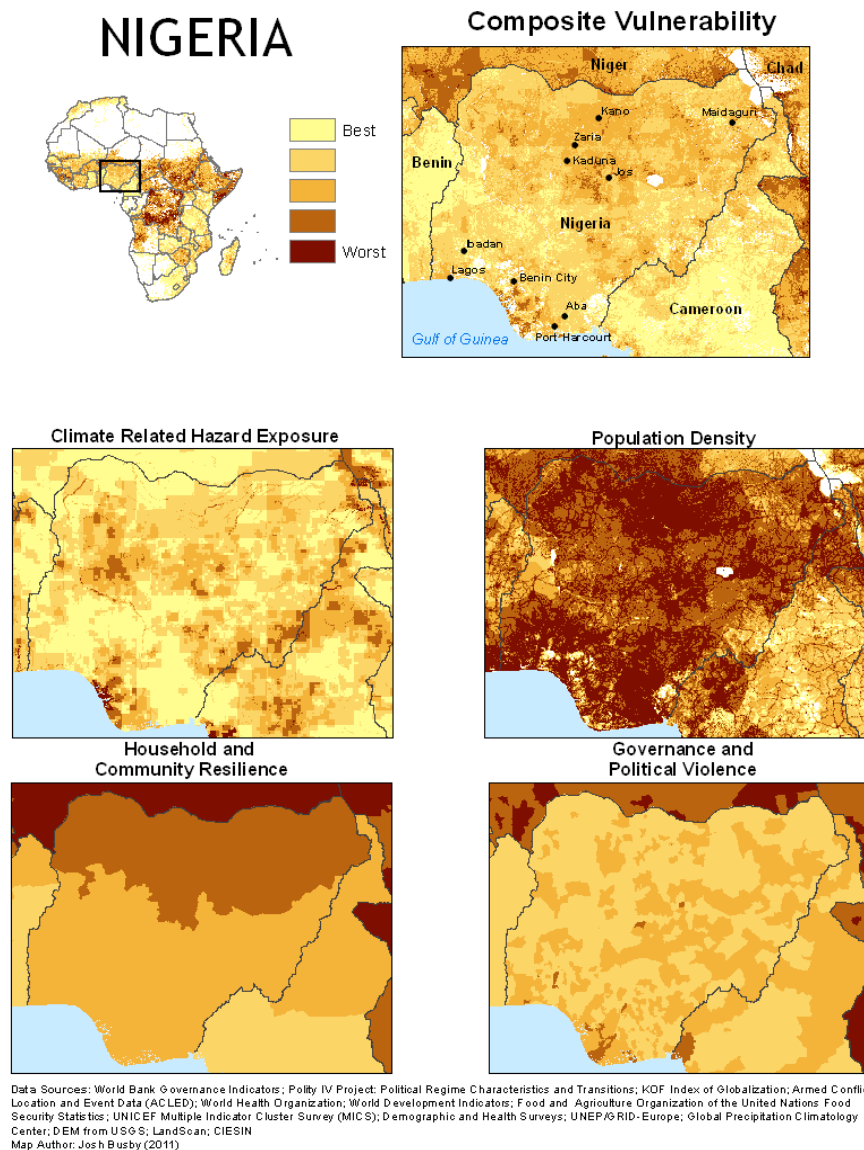 NIGERIA
Composite Vulnerability
Best
Worst
Niger
Chad
Kano
Maidaguri
Zaria
Benin
Kaduna
Jos
Nigeria
Ibadan
Lagos
Benin City
Aba
Cameroon
Gulf of Guinea
Port Harcourt
Climate Related Hazard Exposure
Population Density
Household and
Community Resilience
Governance and
Political Violence
Data Sources: World Bank Governance Indicators; Polity IV Project: Political Regime Characteristics and Transitions; KOF Index of Globalization; Armed Confli
Location and Event Data (ACLED); World Health Organization; World Development Indicators; Food and Agriculture Organization of the United Nations Food
Security Statistics; UNICEF Multiple Indicator Cluster Survey (MICS); Demographic and Health Surveys; UNEP/GRID-Europe; Global Precipitation Climatology
Center; DEM from USGS; LandScan; CIESIN
Map Author: Josh Busby (2011)